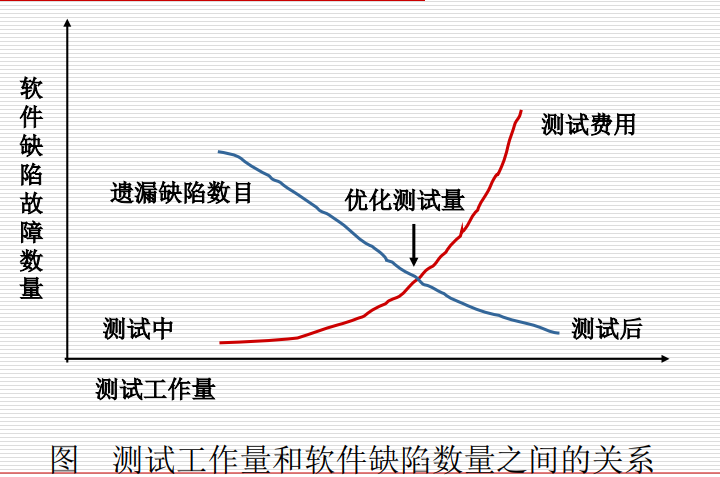 软件缺陷故障数量
测试费用
遗漏缺陷数目
优化测试量
测试中
测试后
测试工作量
图 测试工作量和软件缺陷数量之间的关系